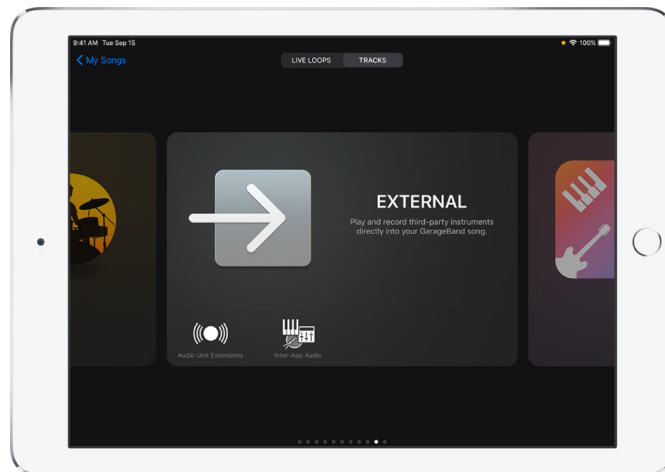 9:41 AM Tue Sep 15
100%
My Songs
LIVE LOOPS
TRACKS
EXTERNAL
Play and record third-party instruments
directly into your GarageBand song.
Audio Unit Extensions
Inter-App Audio